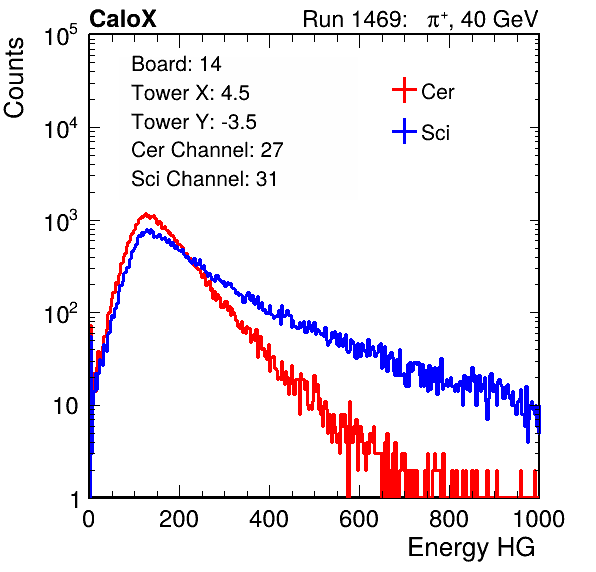 CaloX Run 1469: π⁺, 40 GeV
Counts
Board: 14
Tower X: 4.5
Tower Y: -3.5
Cer Channel: 27
Sci Channel: 31
Cer
Sci
10⁵
10⁴
10³
10²
10
1
0 200 400 600 800 1000
Energy HG